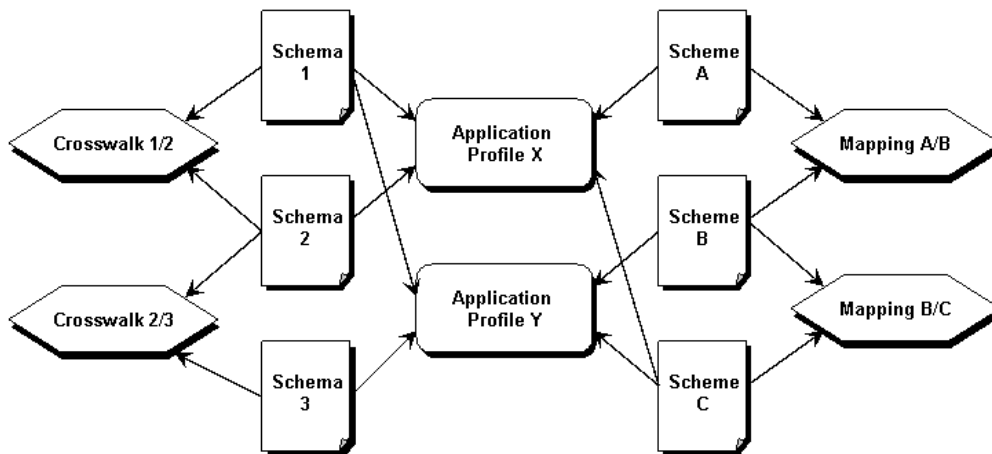 Schema
1
Scheme
A
Crosswalk 1/2
Application
Profile X
Mapping A/B
Schema
2
Scheme
B
Crosswalk 2/3
Application
Profile Y
Mapping B/C
Schema
3
Scheme
C